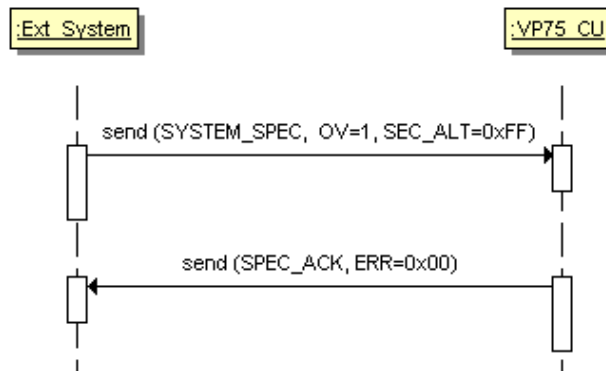 :Ext_System
:VP75_CU
send (SYSTEM_SPEC, OV=1, SEC_ALT=0xFF)
send (SPEC_ACK, ERR=0x00)